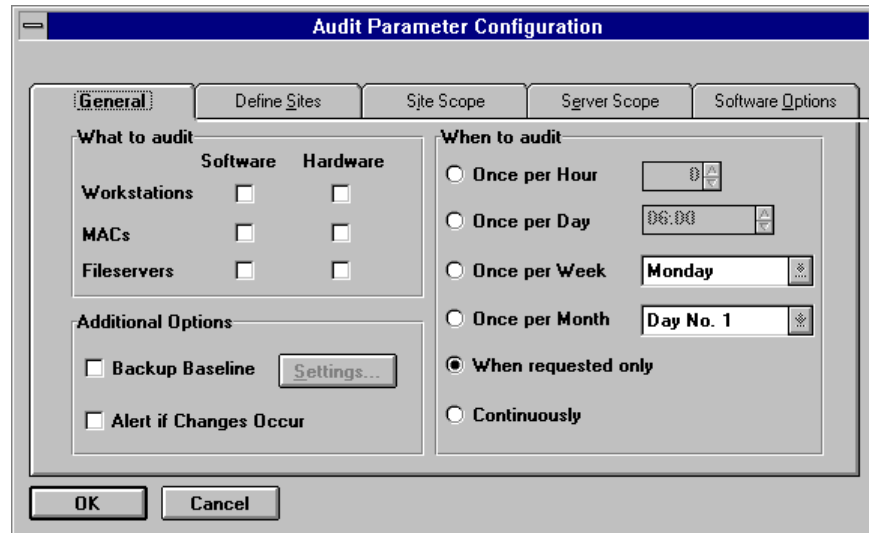 Audit Parameter Configuration
General
Define Sites
Site Scope
Server Scope
Software Options
What to audit
Software Hardware
Workstations
MACs
Fileservers
Additional Options
Backup Baseline Settings...
Alert if Changes Occur
When to audit
Once per Hour 0
Once per Day 06:00
Once per Week Monday
Once per Month Day No. 1
When requested only
Continuously
OK Cancel